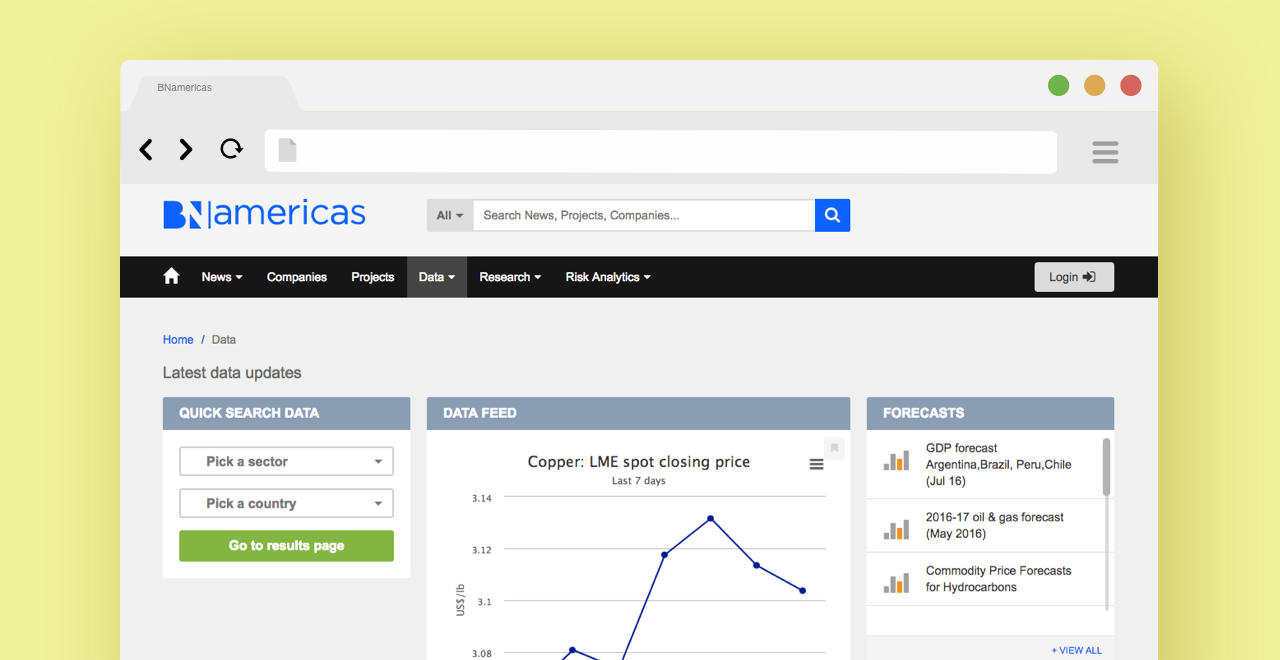 BNamericas
BN|americas
All
Search News, Projects, Companies...
News
Companies
Projects
Data
Research
Risk Analytics
Login
Home / Data
Latest data updates
QUICK SEARCH DATA
Pick a sector
Pick a country
Go to results page
DATA FEED
Copper: LME spot closing price
Last 7 days
3.14
3.12
3.1
3.08
US$/lb
FORECASTS
GDP forecast
Argentina,Brazil, Peru,Chile
(Jul 16)
2016-17 oil & gas forecast
(May 2016)
Commodity Price Forecasts
for Hydrocarbons
+ VIEW ALL